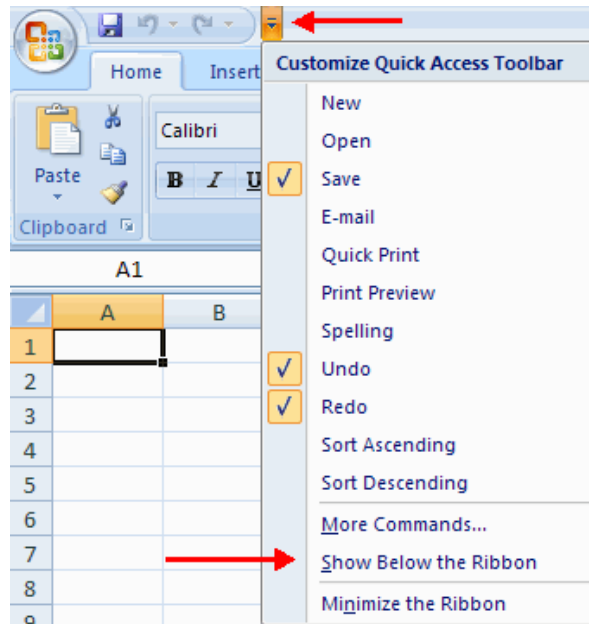 Home Insert
Customize Quick Access Toolbar
New
Open
Save
E-mail
Quick Print
Print Preview
Spelling
Undo
Redo
Sort Ascending
Sort Descending
More Commands...
Show Below the Ribbon
Minimize the Ribbon
Calibri
Paste
B I U
Clipboard
A1
A B
1
2
3
4
5
6
7
8
9